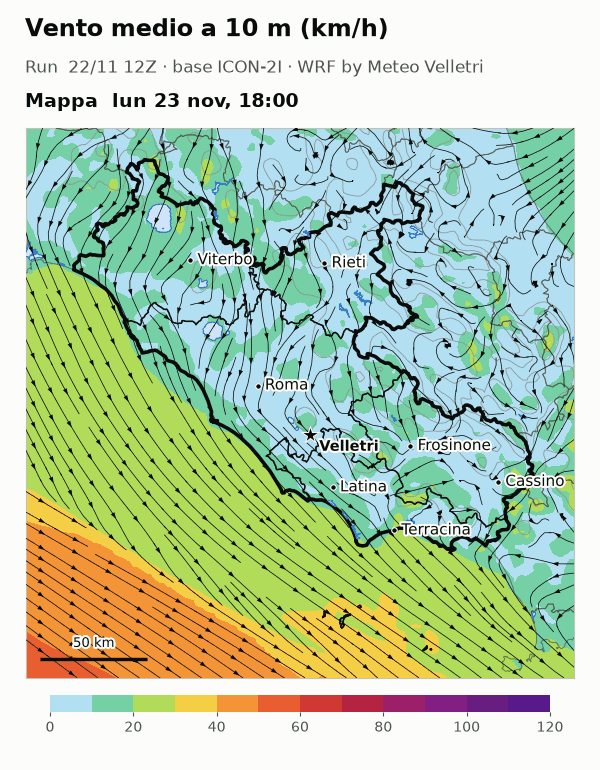 Vento medio a 10 m (km/h)
Run 22/11 12Z · base ICON-2I · WRF by Meteo Velletri
Mappa lun 23 nov, 18:00
Viterbo
Rieti
Roma
Velletri
Frosinone
Cassino
Latina
Terracina
50 km
0 20 40 60 80 100 120